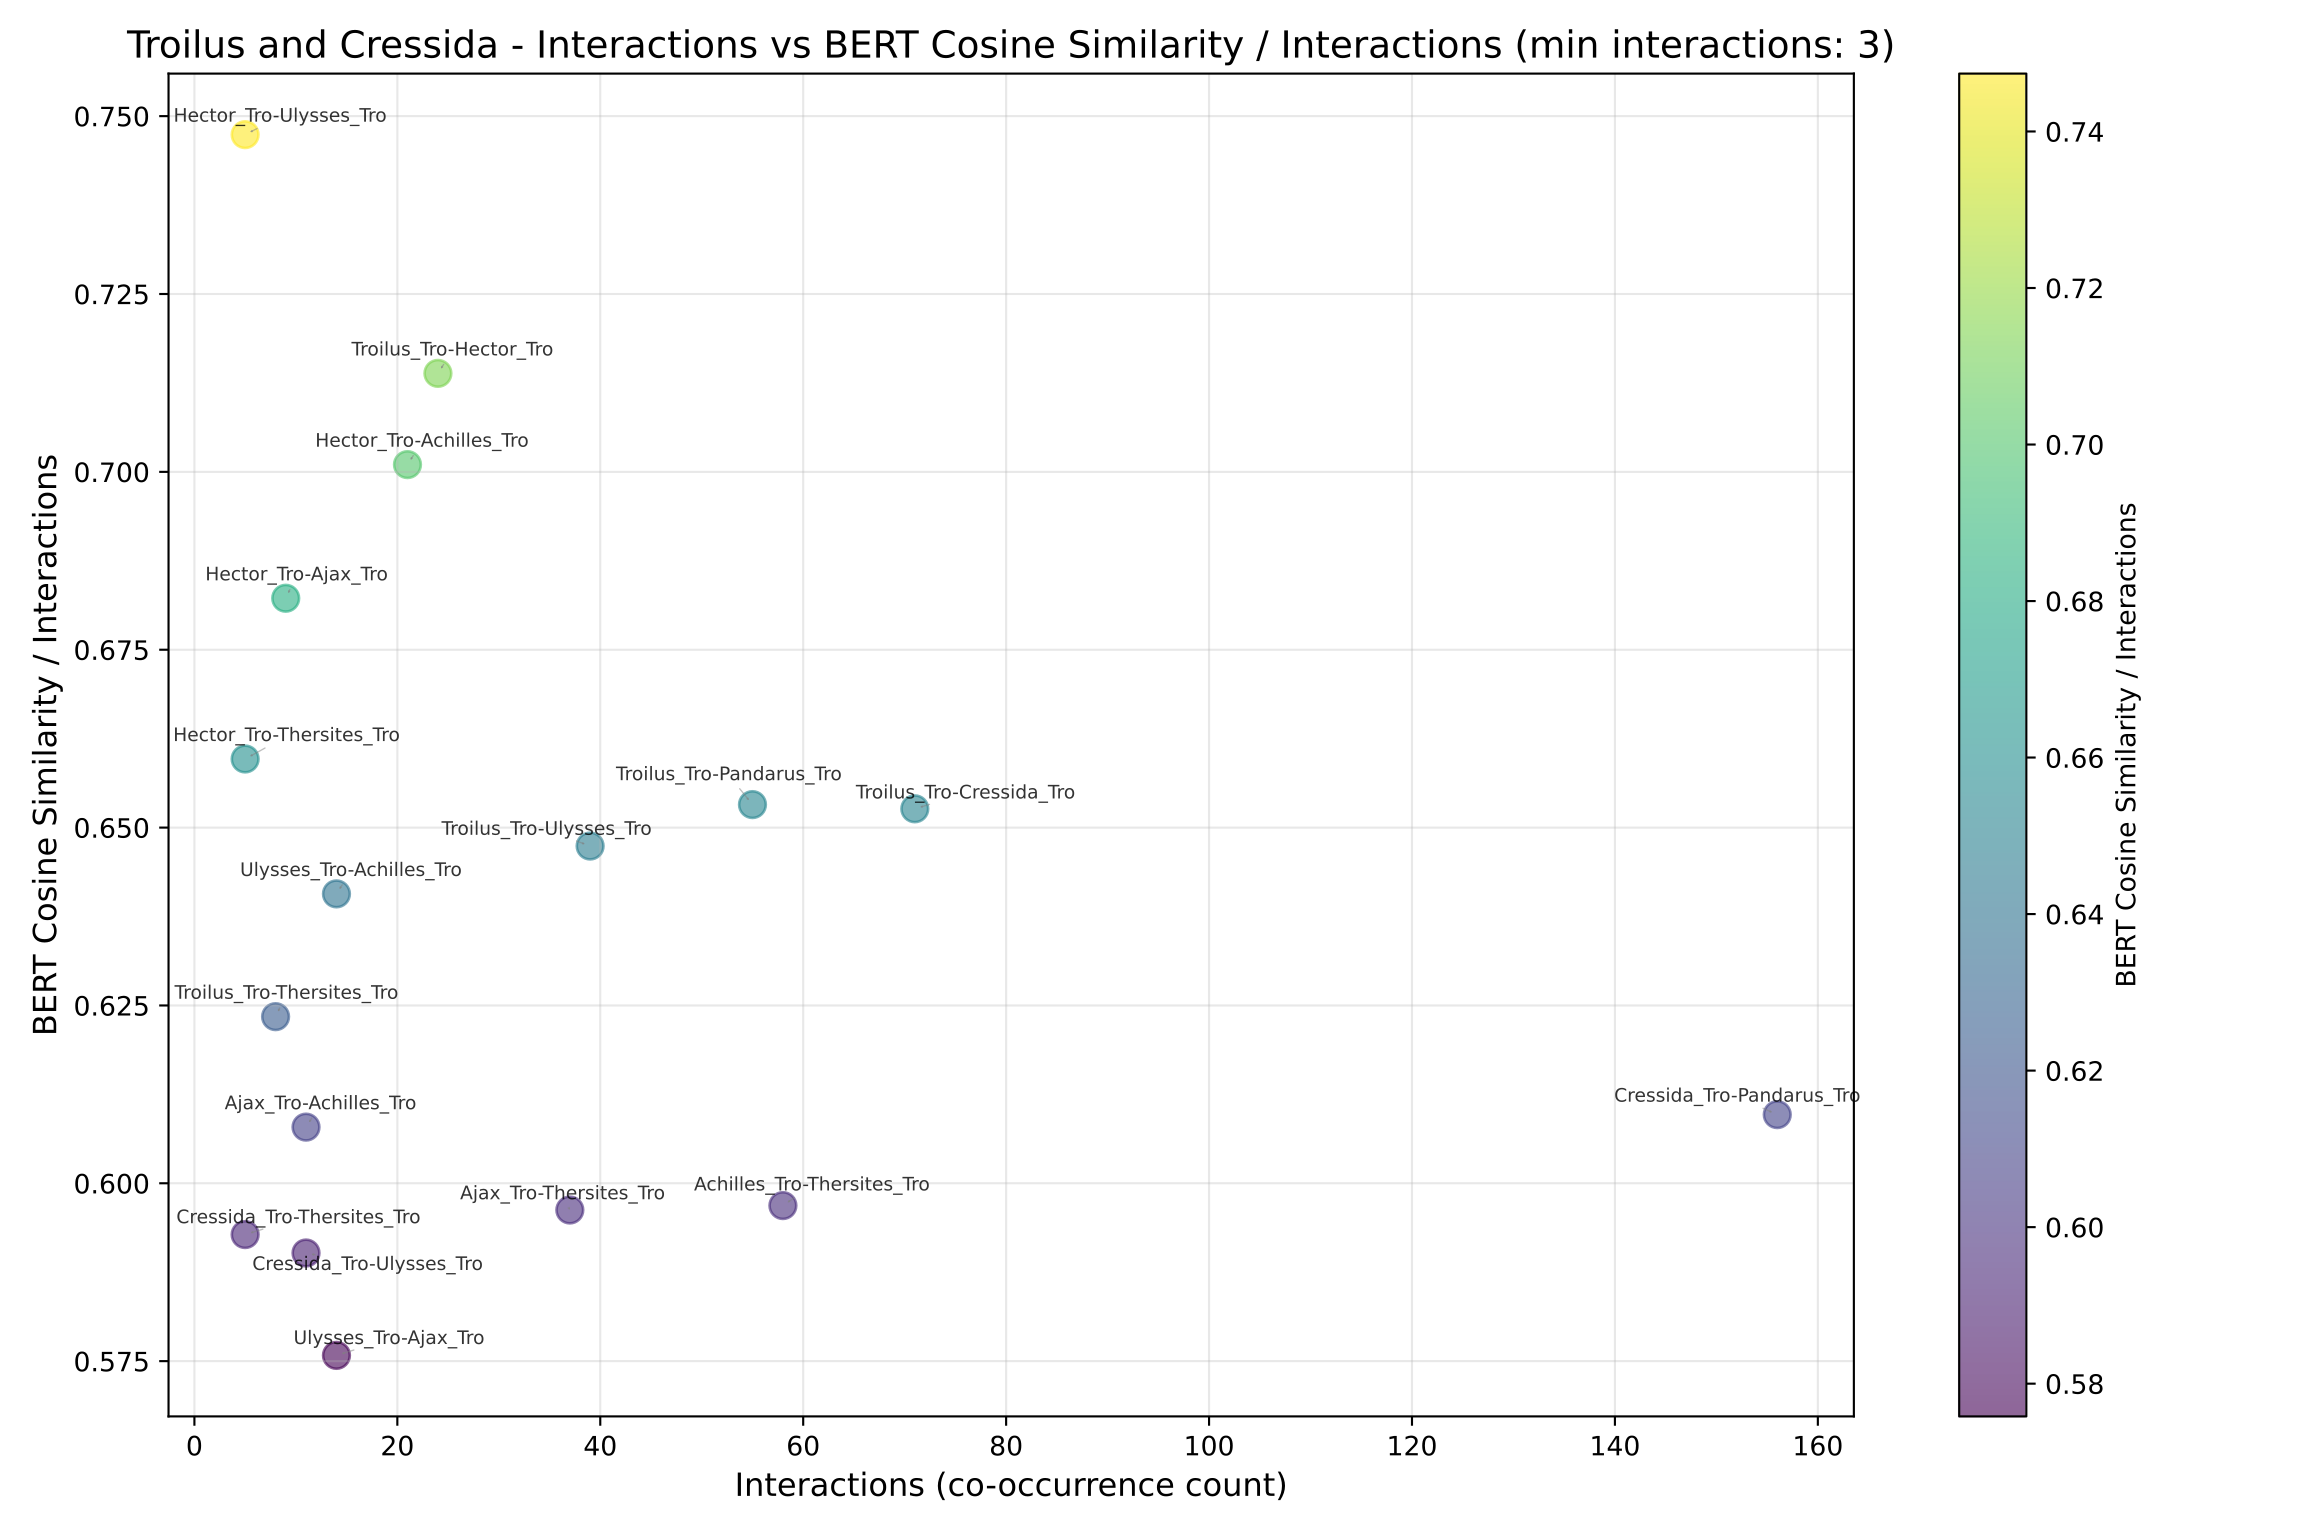 Troilus and Cressida - Interactions vs BERT Cosine Similarity / Interactions (min interactions: 3)
BERT Cosine Similarity / Interactions
0.750
0.725
0.700
0.675
0.650
0.625
0.600
0.575
Hector_Tro-Ulysses_Tro
Troilus_Tro-Hector_Tro
Hector_Tro-Achilles_Tro
Hector_Tro-Ajax_Tro
Hector_Tro-Thersites_Tro
Troilus_Tro-Pandarus_Tro
Troilus_Tro-Cressida_Tro
Troilus_Tro-Ulysses_Tro
Ulysses_Tro-Achilles_Tro
Troilus_Tro-Thersites_Tro
Cressida_Tro-Pandarus_Tro
Ajax_Tro-Achilles_Tro
Achilles_Tro-Thersites_Tro
Ajax_Tro-Thersites_Tro
Cressida_Tro-Thersites_Tro
Cressida_Tro-Ulysses_Tro
Ulysses_Tro-Ajax_Tro
0 20 40 60 80 100 120 140 160
Interactions (co-occurrence count)
0.74
0.72
0.70
0.68
0.66
0.64
0.62
0.60
0.58
BERT Cosine Similarity / Interactions